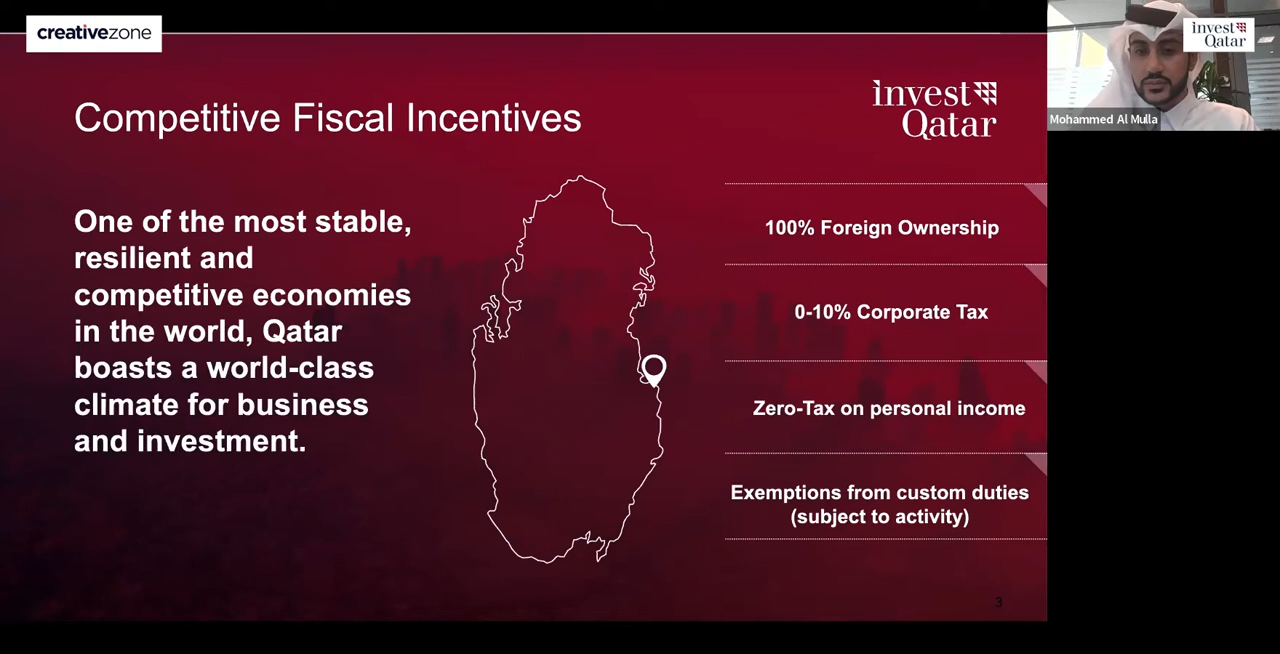 creativezone
invest
Qatar
Mohammed Al Mulla
Competitive Fiscal Incentives
invest
Qatar
One of the most stable,
resilient and
competitive economies
in the world, Qatar
boasts a world-class
climate for business
and investment.
100% Foreign Ownership
0-10% Corporate Tax
Zero-Tax on personal income
Exemptions from custom duties
(subject to activity)
3